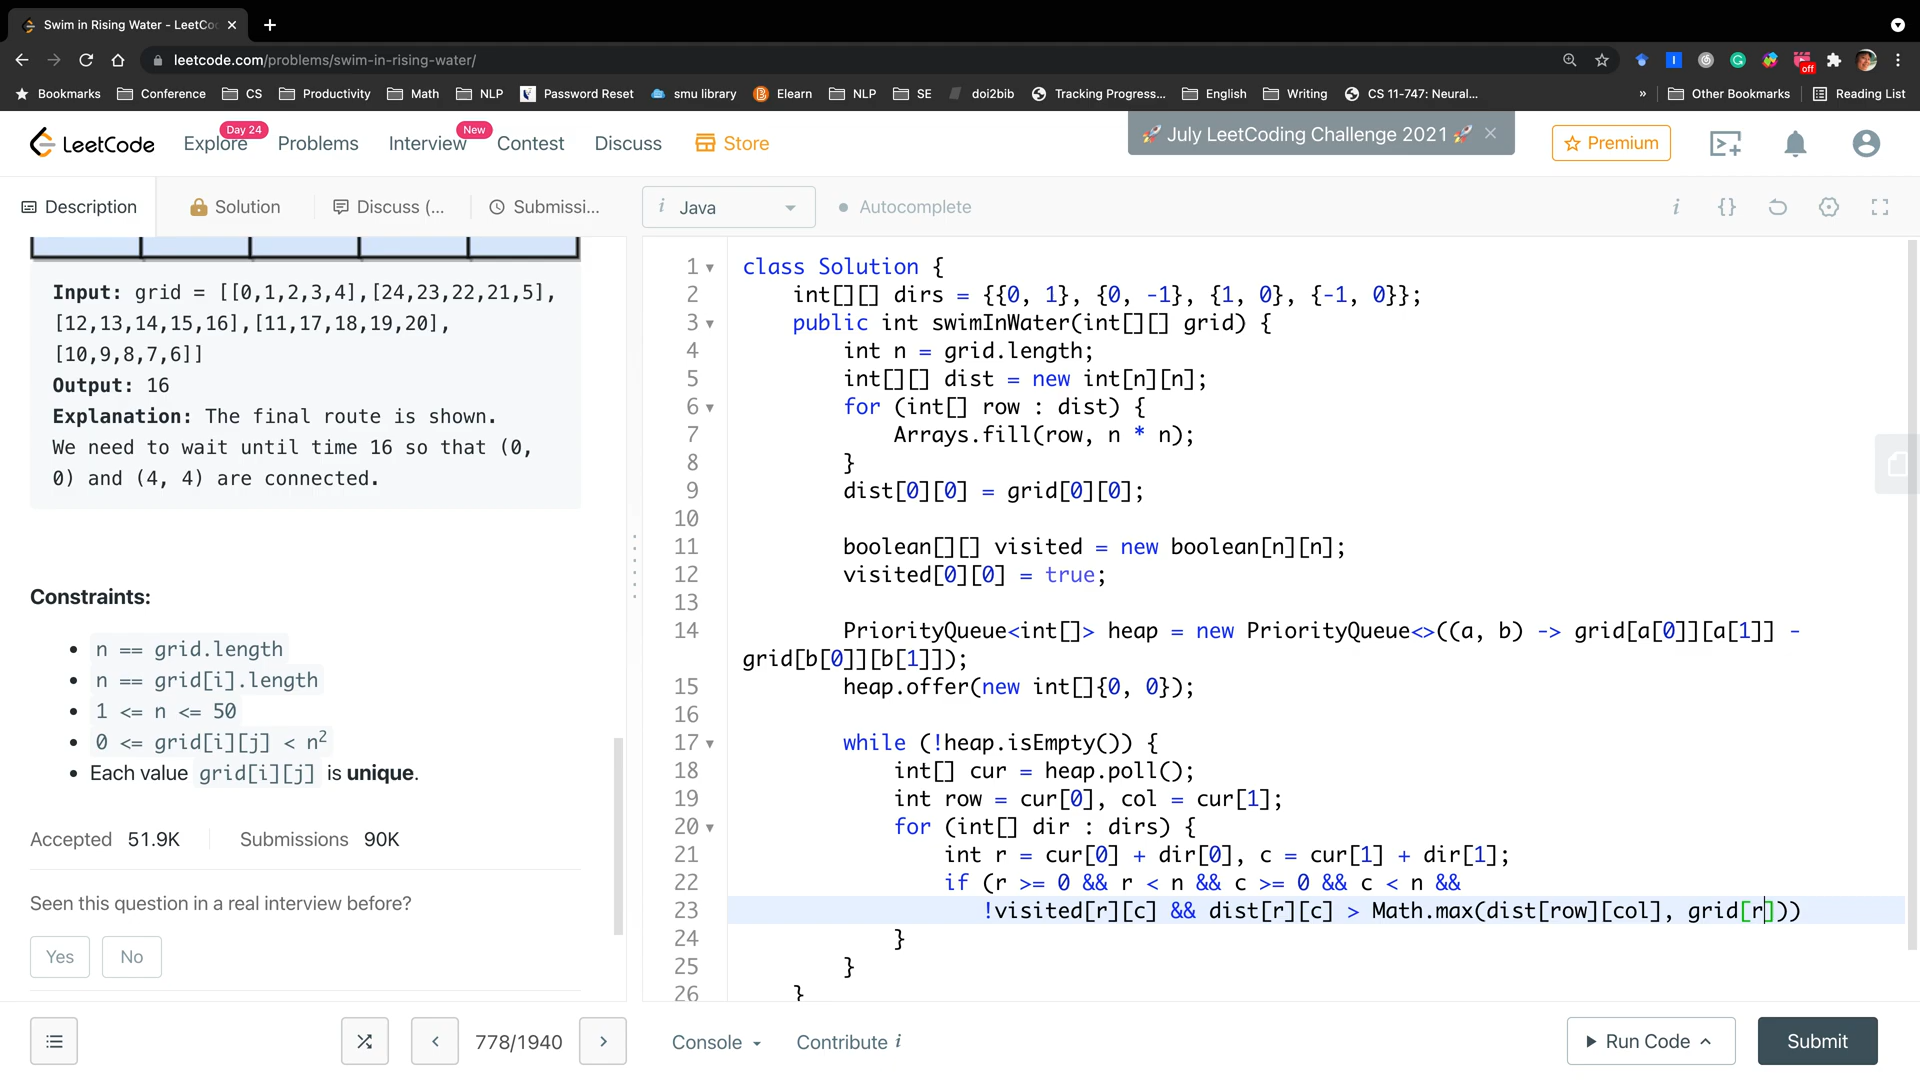 Swim in Rising Water - LeetCo
leetcode.com/problems/swim-in-rising-water/
off
Bookmarks Conference CS Productivity Math NLP Password Reset smu library Elearn NLP SE doi2bib Tracking Progress... English Writing CS 11-747: Neural... » Other Bookmarks Reading List
LeetCode Explore Day 24 Problems Interview New Contest Discuss Store July LeetCoding Challenge 2021 Premium
Description Solution Discuss (... Submissi... i Java Autocomplete i {}
Input: grid = [[0,1,2,3,4],[24,23,22,21,5],
[12,13,14,15,16],[11,17,18,19,20],
[10,9,8,7,6]]
Output: 16
Explanation: The final route is shown.
We need to wait until time 16 so that (0,
0) and (4, 4) are connected.
Constraints:
n == grid.length
n == grid[i].length
1 <= n <= 50
0 <= grid[i][j] < n2
Each value grid[i][j] is unique.
Accepted 51.9K Submissions 90K
Seen this question in a real interview before?
Yes No
1 class Solution {
2 int[][] dirs = {{0, 1}, {0, -1}, {1, 0}, {-1, 0}};
3 public int swimInWater(int[][] grid) {
4 int n = grid.length;
5 int[][] dist = new int[n][n];
6 for (int[] row : dist) {
7 Arrays.fill(row, n * n);
8 }
9 dist[0][0] = grid[0][0];
10
11 boolean[][] visited = new boolean[n][n];
12 visited[0][0] = true;
13
14 PriorityQueue<int[]> heap = new PriorityQueue<>((a, b) -> grid[a[0]][a[1]] -
grid[b[0]][b[1]]);
15 heap.offer(new int[]{0, 0});
16
17 while (!heap.isEmpty()) {
18 int[] cur = heap.poll();
19 int row = cur[0], col = cur[1];
20 for (int[] dir : dirs) {
21 int r = cur[0] + dir[0], c = cur[1] + dir[1];
22 if (r >= 0 && r < n && c >= 0 && c < n &&
23 !visited[r][c] && dist[r][c] > Math.max(dist[row][col], grid[r]))
24 }
25 }
26 }
778/1940 Console Contribute i Run Code Submit